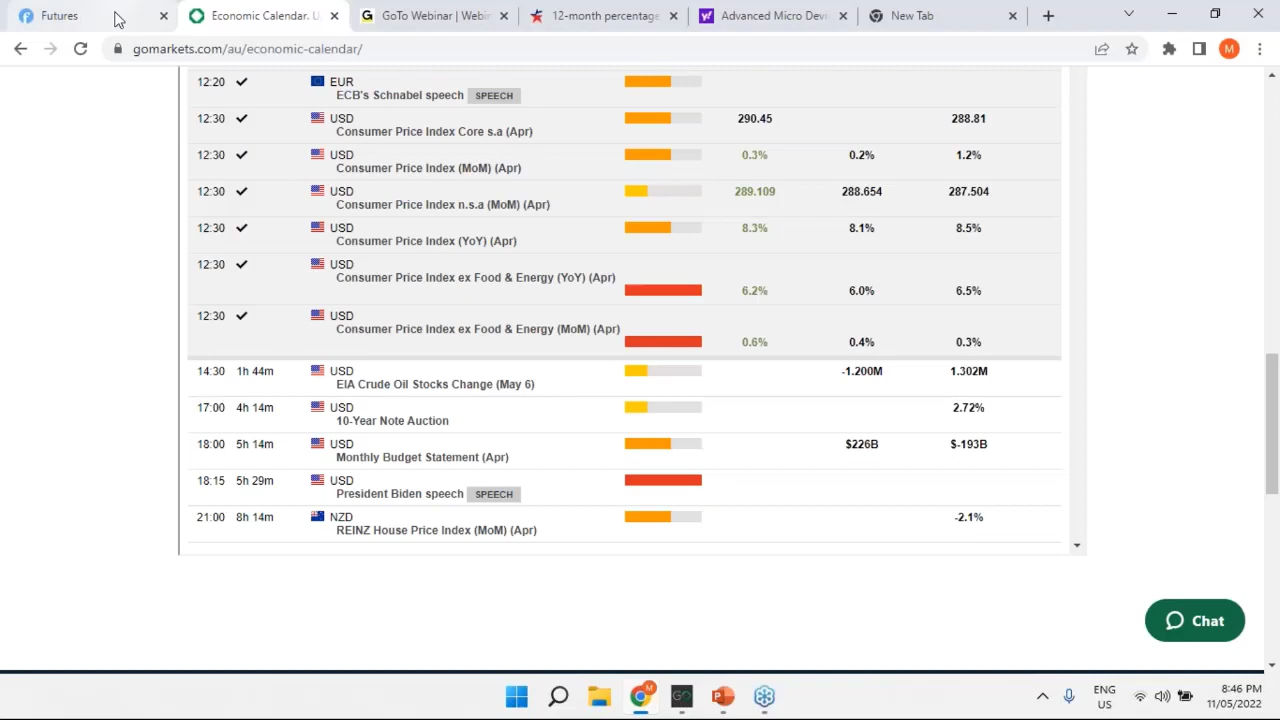 Futures
Economic Calendar. U
GoTo Webinar | Webin
12-month percentage
Advanced Micro Devi
New Tab
gomarkets.com/au/economic-calendar/
M
12:20 EUR
ECB's Schnabel speech SPEECH
12:30 USD 290.45 288.81
Consumer Price Index Core s.a (Apr)
12:30 USD 0.3% 0.2% 1.2%
Consumer Price Index (MoM) (Apr)
12:30 USD 289.109 288.654 287.504
Consumer Price Index n.s.a (MoM) (Apr)
12:30 USD 8.3% 8.1% 8.5%
Consumer Price Index (YoY) (Apr)
12:30 USD
Consumer Price Index ex Food & Energy (YoY) (Apr)
6.2% 6.0% 6.5%
12:30 USD
Consumer Price Index ex Food & Energy (MoM) (Apr)
0.6% 0.4% 0.3%
14:30 1h 44m USD -1.200M 1.302M
EIA Crude Oil Stocks Change (May 6)
17:00 4h 14m USD 2.72%
10-Year Note Auction
18:00 5h 14m USD $226B $-193B
Monthly Budget Statement (Apr)
18:15 5h 29m USD
President Biden speech SPEECH
21:00 8h 14m NZD -2.1%
REINZ House Price Index (MoM) (Apr)
Chat
M
GO
P
ENG 8:46 PM
US 11/05/2022